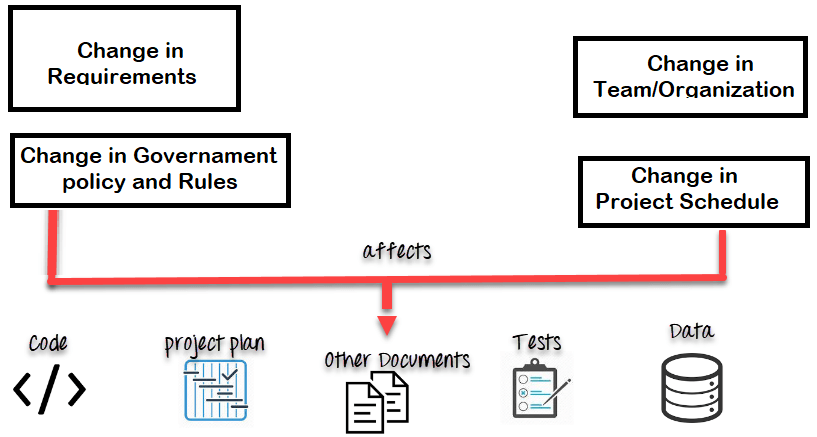 Change in
Requirements
Change in
Team/Organization
Change in Governament
policy and Rules
Change in
Project Schedule
affects
Code
project plan
Other Documents
Tests
Data